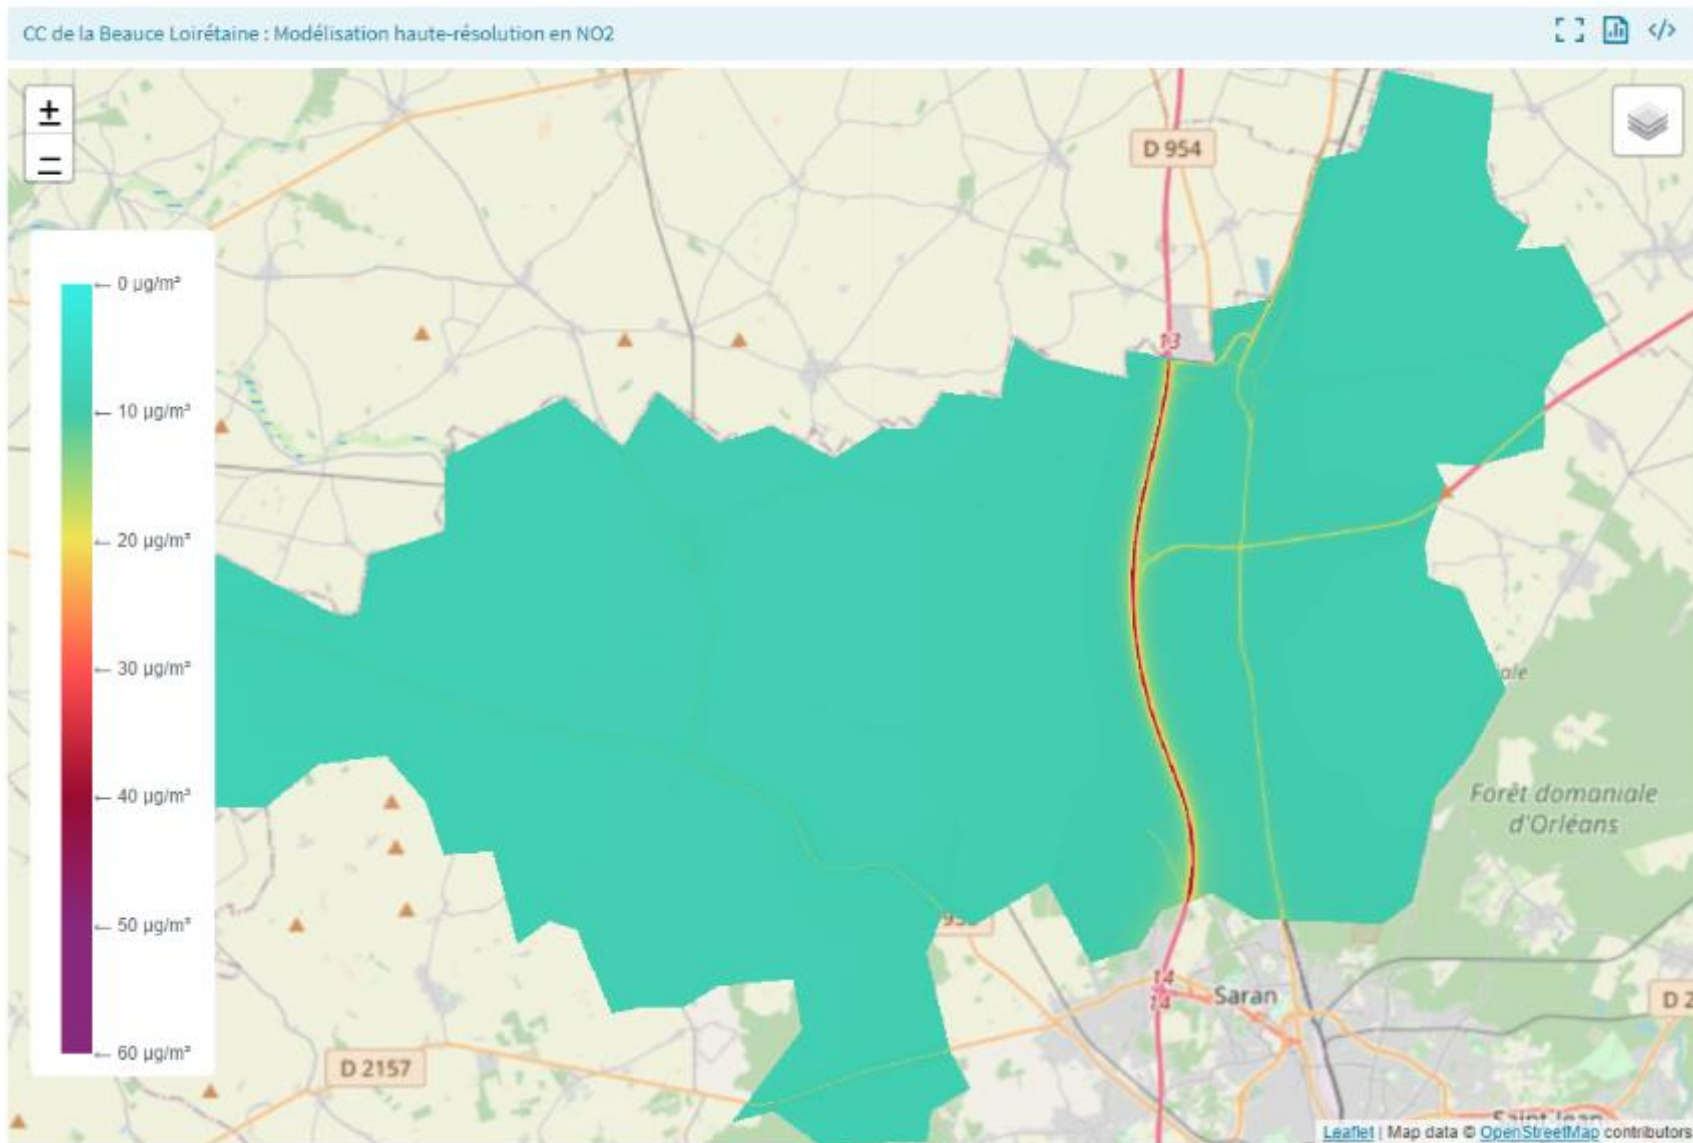 CC de la Beauce Loirétaine : Modélisation haute-résolution en NO2
</>
+
D 954
← 0 µg/m³
13
← 10 µg/m³
← 20 µg/m³
← 30 µg/m³
ale
← 40 µg/m³
Forêt domaniale
d'Orléans
← 50 µg/m³
14
14
Saran
D 2
← 60 µg/m³
D 2157
Leaflet | Map data © OpenStreetMap contributors